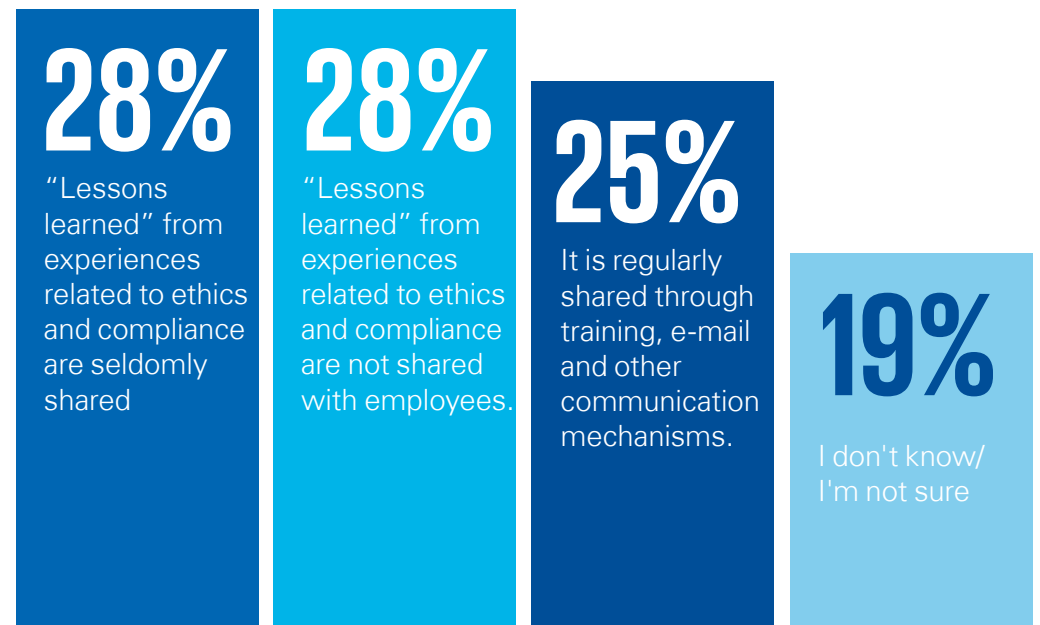 28%
“Lessons
learned” from
experiences
related to ethics
and compliance
are seldomly
shared
28%
“Lessons
learned” from
experiences
related to ethics
and compliance
are not shared
with employees.
25%
It is regularly
shared through
training, e-mail
and other
communication
mechanisms.
19%
I don't know/
I'm not sure